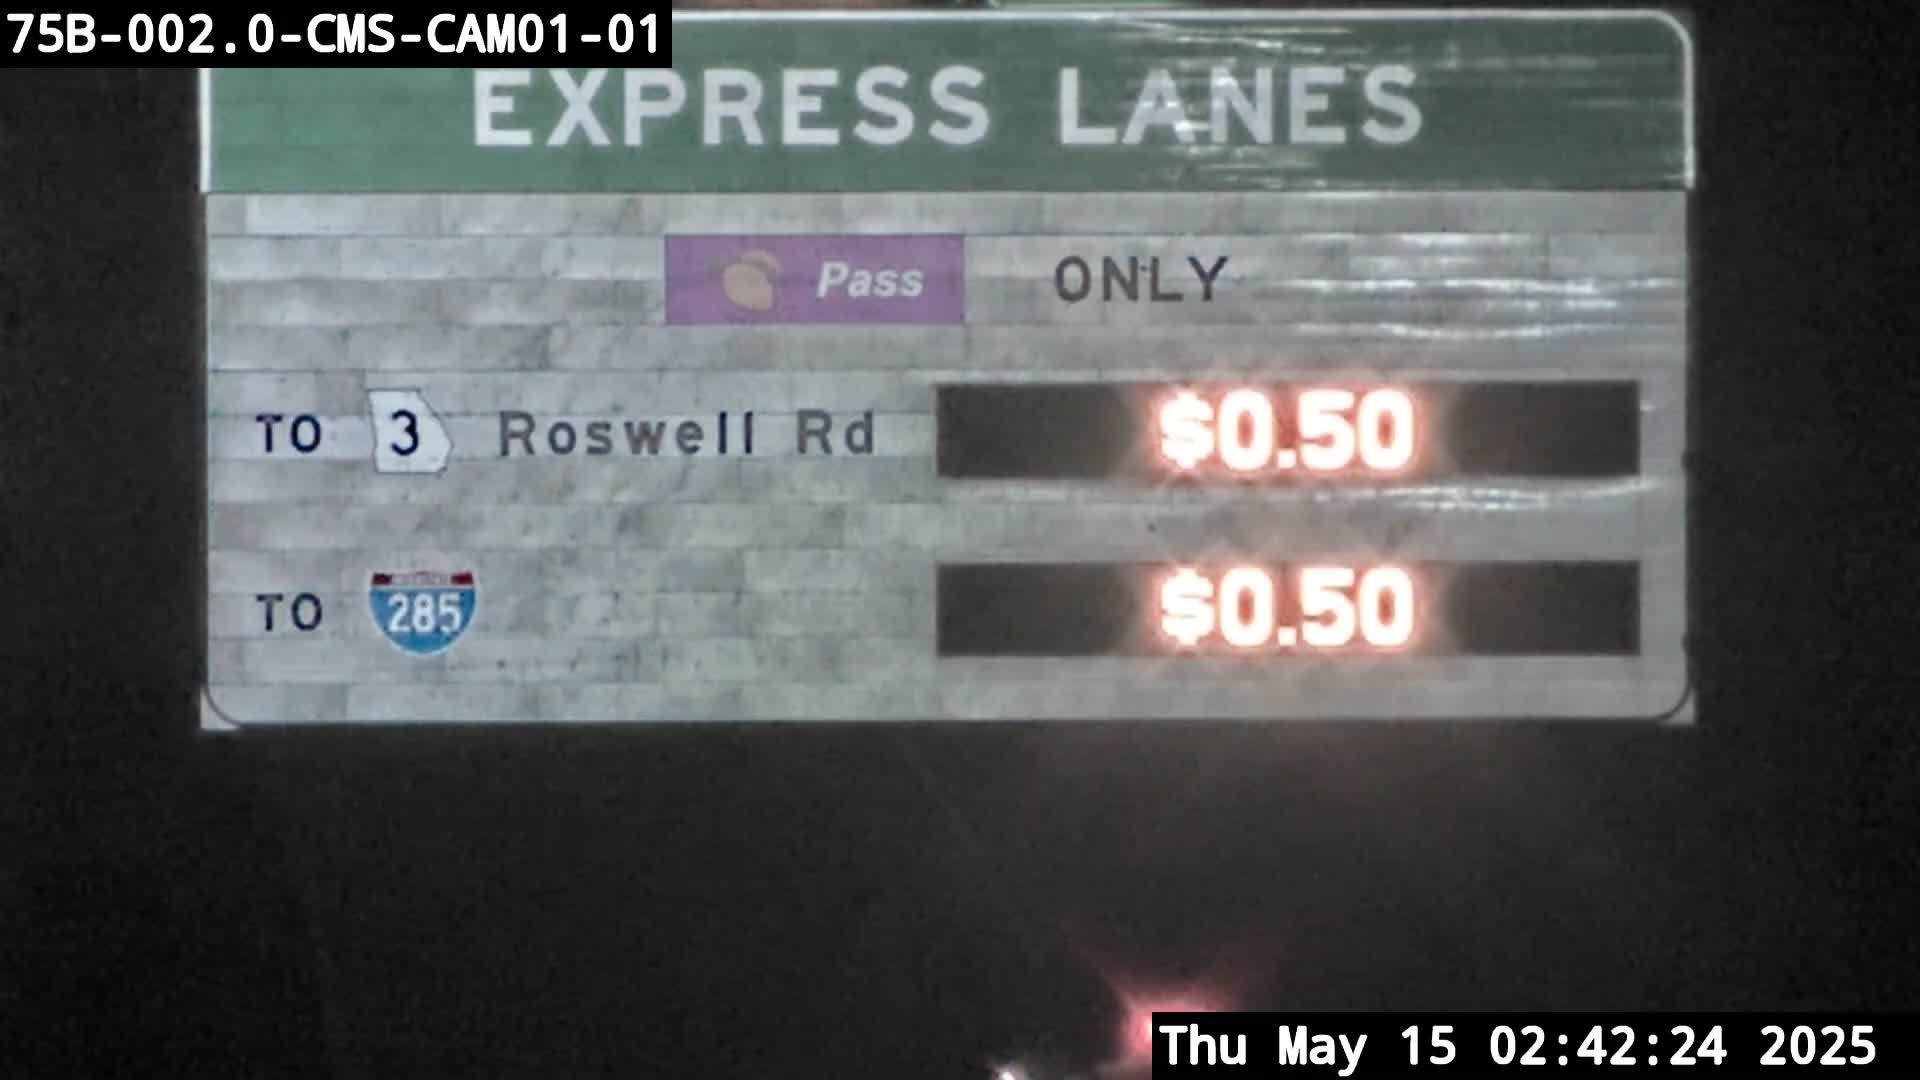 75B-002.0-CMS-CAM01-01
EXPRESS LANES
Pass ONLY
TO 3 Roswell Rd $0.50
TO 285 $0.50
Thu May 15 02:42:24 2025